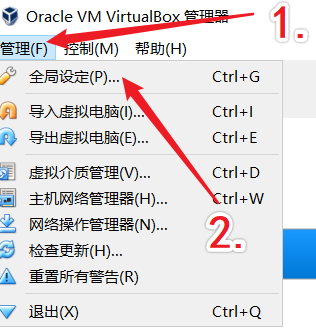 Oracle VM VirtualBox 管理器
1.
管理(F) 控制(M) 帮助(H)
全局设定(P)... Ctrl+G
导入虚拟电脑(I)... Ctrl+I
导出虚拟电脑(E)... Ctrl+E
虚拟介质管理(V)... Ctrl+D
主机网络管理器(H)... Ctrl+W
网络操作管理器(N)...
2.
检查更新(H)...
重置所有警告(R)
退出(X) Ctrl+Q